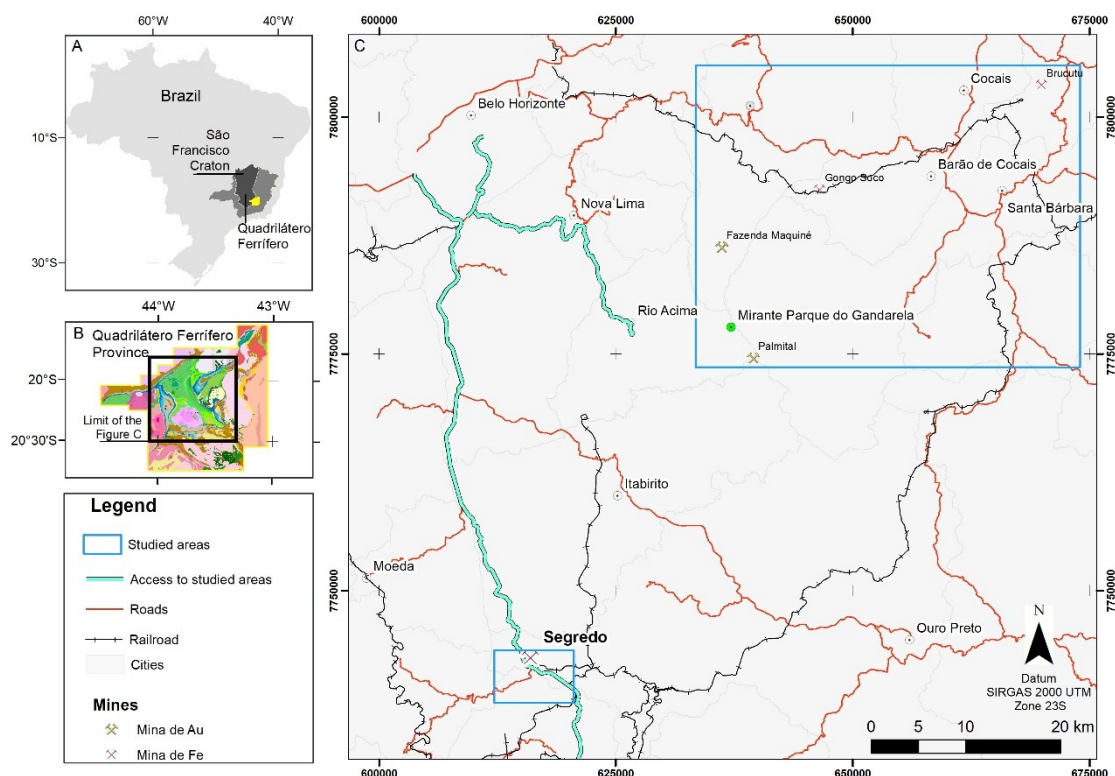 A
60°W
40°W
Brazil
10°S
São
Francisco
Craton
Quadrilátero
Ferrífero
30°S
44°W
43°W
B
Quadrilátero Ferrífero
Province
20°S
Limit of the
Figure C
20°30'S
Legend
Studied areas
Access to studied areas
Roads
Railroad
Cities
Mines
Mina de Au
Mina de Fe
600000
625000
650000
675000
C
Cocais
Brucutu
Belo Horizonte
7800000
7800000
Barão de Cocais
Gongo Soco
Santa Bárbara
Nova Lima
Fazenda Maquiné
Rio Acima
Mirante Parque do Gandarela
Palmital
7775000
7775000
Itabirito
Moeda
7750000
7750000
Segredo
Ouro Preto
N
Datum
SIRGAS 2000 UTM
Zone 23S
0
5
10
20 km
600000
625000
650000
675000